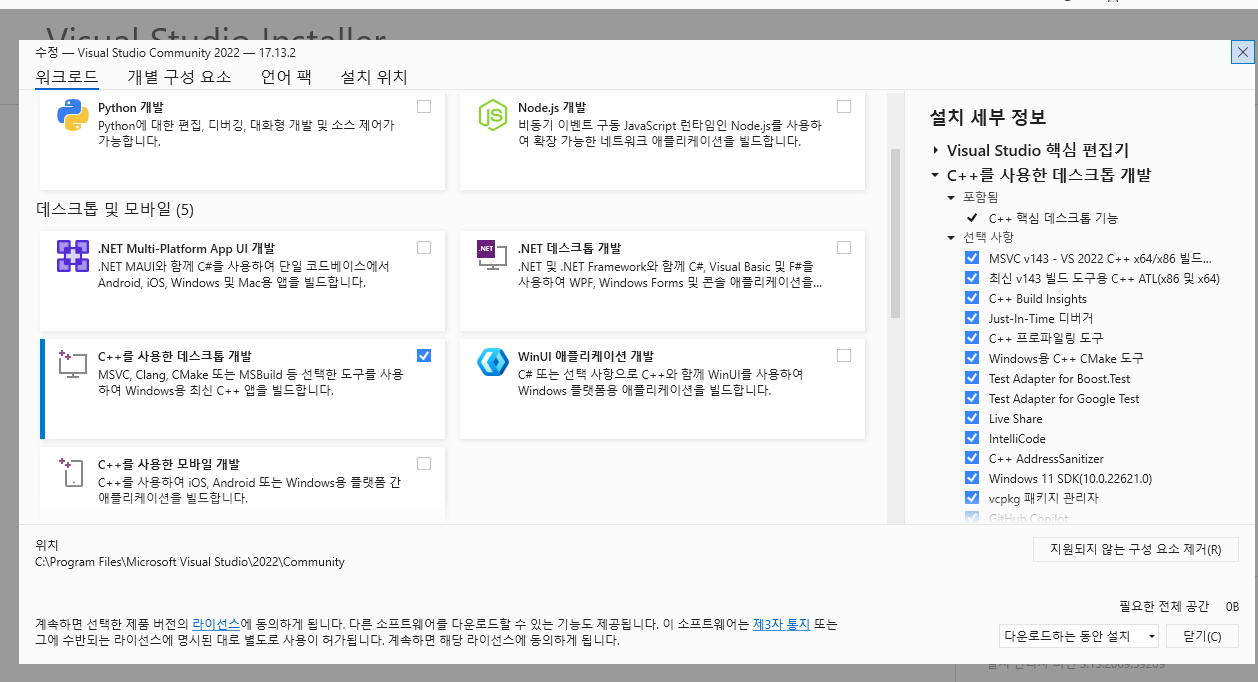 Visual Studio Installer
수정 — Visual Studio Community 2022 — 17.13.2
워크로드 개별 구성 요소 언어 팩 설치 위치
Python 개발
Python에 대한 편집, 디버깅, 대화형 개발 및 소스 제어가
가능합니다.
Node.js 개발
비동기 이벤트 구동 JavaScript 런타임인 Node.js를 사용하
여 확장 가능한 네트워크 애플리케이션을 빌드합니다.
데스크톱 및 모바일 (5)
.NET Multi-Platform App UI 개발
.NET MAUI와 함께 C#을 사용하여 단일 코드베이스에서
Android, iOS, Windows 및 Mac용 앱을 빌드합니다.
.NET
.NET 데스크톱 개발
.NET 및 .NET Framework와 함께 C#, Visual Basic 및 F#을
사용하여 WPF, Windows Forms 및 콘솔 애플리케이션을...
C++를 사용한 데스크톱 개발
MSVC, Clang, CMake 또는 MSBuild 등 선택한 도구를 사용
하여 Windows용 최신 C++ 앱을 빌드합니다.
WinUI 애플리케이션 개발
C# 또는 선택 사항으로 C++와 함께 WinUI를 사용하여
Windows 플랫폼용 애플리케이션을 빌드합니다.
C++를 사용한 모바일 개발
C++를 사용하여 iOS, Android 또는 Windows용 플랫폼 간
애플리케이션을 빌드합니다.
설치 세부 정보
Visual Studio 핵심 편집기
C++를 사용한 데스크톱 개발
포함됨
C++ 핵심 데스크톱 기능
선택 사항
MSVC v143 - VS 2022 C++ x64/x86 빌드...
최신 v143 빌드 도구용 C++ ATL(x86 및 x64)
C++ Build Insights
Just-In-Time 디버거
C++ 프로파일링 도구
Windows용 C++ CMake 도구
Test Adapter for Boost.Test
Test Adapter for Google Test
Live Share
IntelliCode
C++ AddressSanitizer
Windows 11 SDK(10.0.22621.0)
vcpkg 패키지 관리자
GitHub Copilot
위치
C:\Program Files\Microsoft Visual Studio\2022\Community
지원되지 않는 구성 요소 제거(R)
필요한 전체 공간 0B
계속하면 선택한 제품 버전의 라이선스에 동의하게 됩니다. 다른 소프트웨어를 다운로드할 수 있는 기능도 제공됩니다. 이 소프트웨어는 제3자 통지 또는
그에 수반되는 라이선스에 명시된 대로 별도로 사용이 허가됩니다. 계속하면 해당 라이선스에 동의하게 됩니다.
다운로드하는 동안 설치 닫기(C)